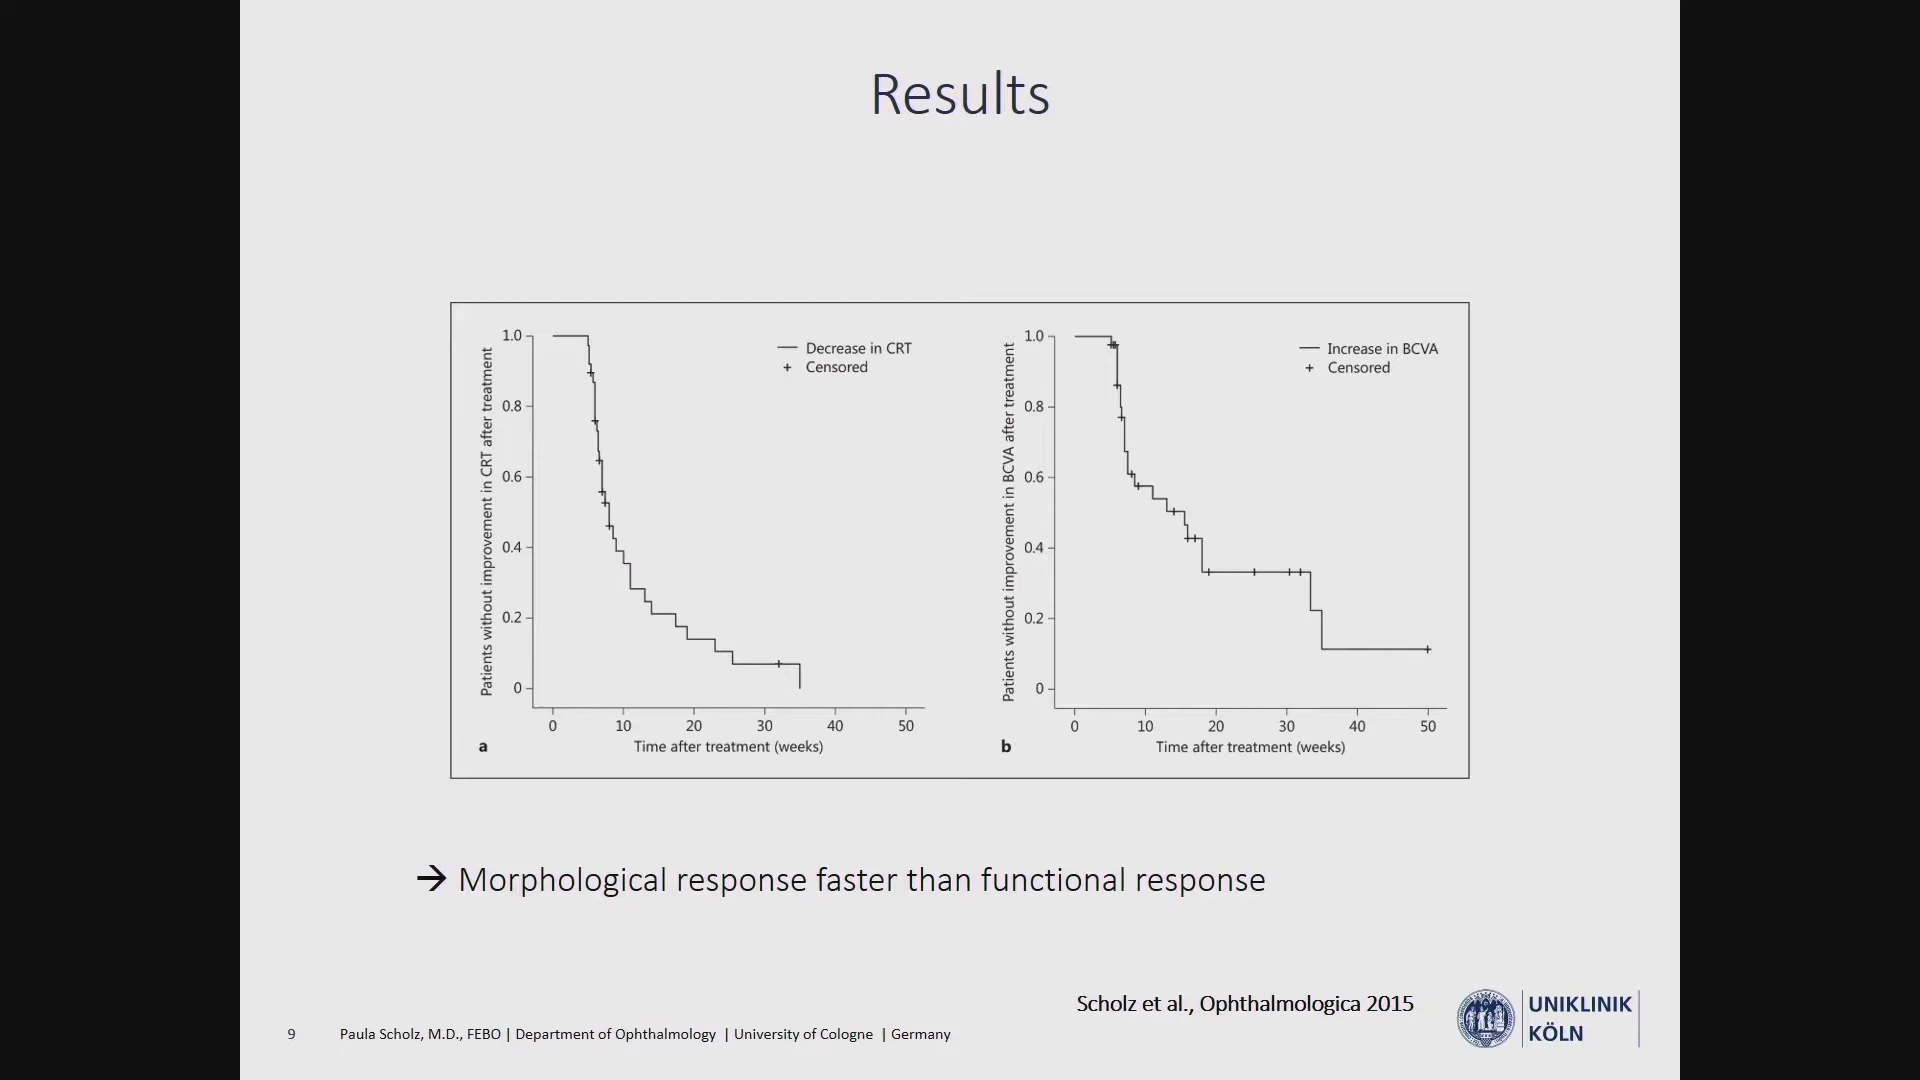 Results
Patients without improvement in CRT after treatment
1.0
0.8
0.6
0.4
0.2
0
Decrease in CRT
+ Censored
0 10 20 30 40 50
Time after treatment (weeks)
a
Patients without improvement in BCVA after treatment
1.0
0.8
0.6
0.4
0.2
0
Increase in BCVA
+ Censored
0 10 20 30 40 50
Time after treatment (weeks)
b
→ Morphological response faster than functional response
Scholz et al., Ophthalmologica 2015
9 Paula Scholz, M.D., FEBO | Department of Ophthalmology | University of Cologne | Germany
UNIKLINIK
KÖLN